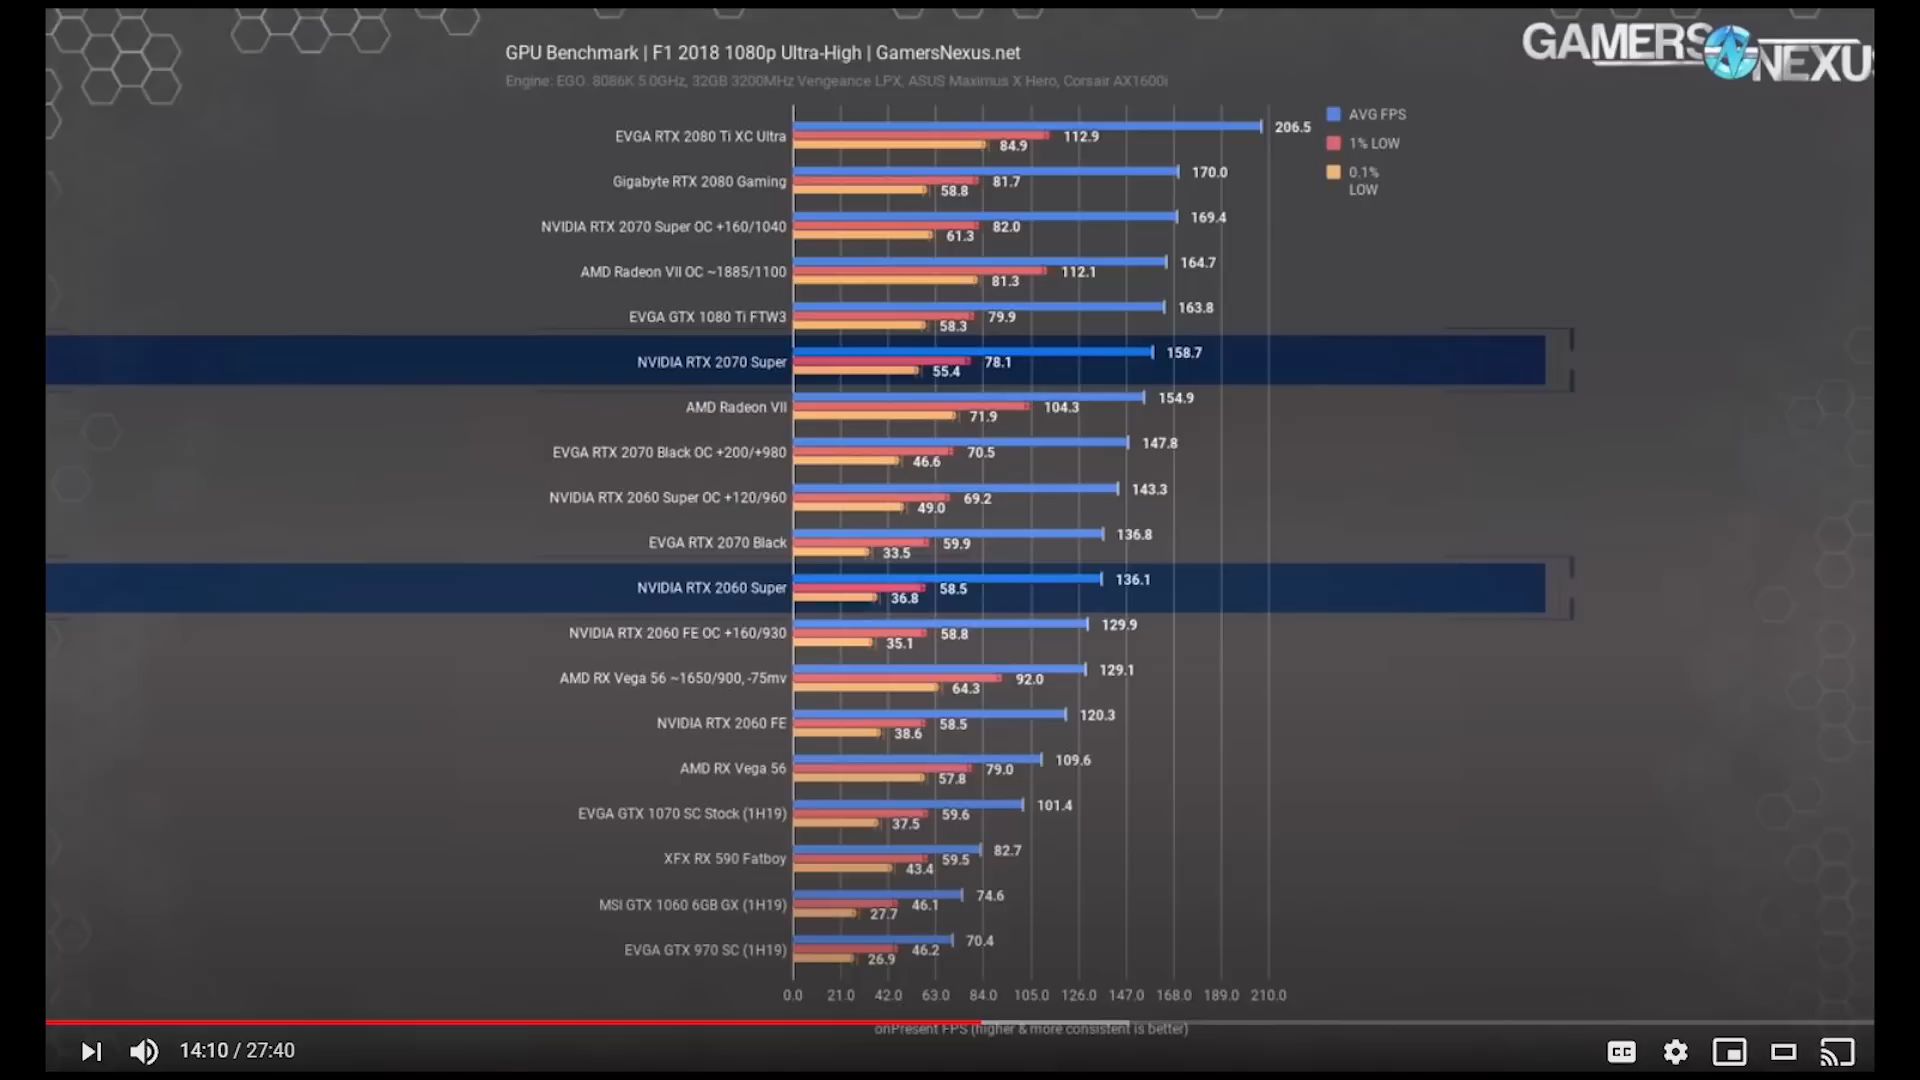 GAMERS NEXUS
GPU Benchmark | F1 2018 1080p Ultra-High | GamersNexus.net
Engine: EGO. 8086K 5.0GHz, 32GB 3200MHz Vengeance LPX, ASUS Maximus X Hero, Corsair AX1600i
AVG FPS
1% LOW
0.1%
LOW
EVGA RTX 2080 Ti XC Ultra 206.5 112.9 84.9
Gigabyte RTX 2080 Gaming 170.0 81.7 58.8
NVIDIA RTX 2070 Super OC +160/1040 169.4 82.0 61.3
AMD Radeon VII OC ~1885/1100 164.7 112.1 81.3
EVGA GTX 1080 Ti FTW3 163.8 79.9 58.3
NVIDIA RTX 2070 Super 158.7 78.1 55.4
AMD Radeon VII 154.9 104.3 71.9
EVGA RTX 2070 Black OC +200/+980 147.8 70.5 46.6
NVIDIA RTX 2060 Super OC +120/960 143.3 69.2 49.0
EVGA RTX 2070 Black 136.8 59.9 33.5
NVIDIA RTX 2060 Super 136.1 58.5 36.8
NVIDIA RTX 2060 FE OC +160/930 129.9 58.8 35.1
AMD RX Vega 56 ~1650/900, -75mv 129.1 92.0 64.3
NVIDIA RTX 2060 FE 120.3 58.5 38.6
AMD RX Vega 56 109.6 79.0 57.8
EVGA GTX 1070 SC Stock (1H19) 101.4 59.6 37.5
XFX RX 590 Fatboy 82.7 59.5 43.4
MSI GTX 1060 6GB GX (1H19) 74.6 46.1 27.7
EVGA GTX 970 SC (1H19) 70.4 46.2 26.9
0.0 21.0 42.0 63.0 84.0 105.0 126.0 147.0 168.0 189.0 210.0
onPresent FPS (higher & more consistent is better)
14:10 / 27:40
CC